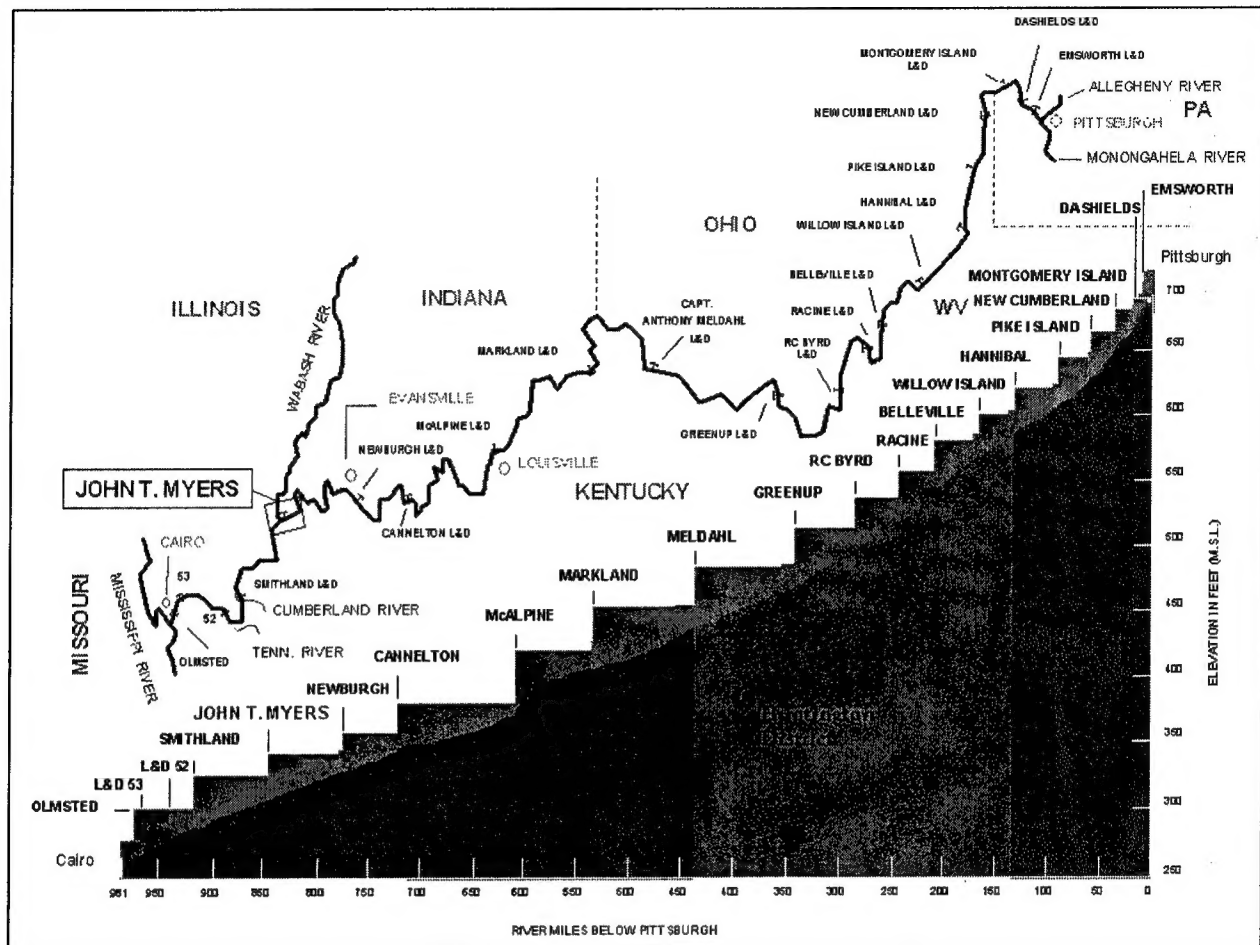 DASHIELDS L&D
MONTGOMERY ISLAND
L&D
EMSWORTH L&D
ALLEGHENY RIVER
PA
NEW CUMBERLAND L&D
PITTSBURGH
MONONGAHELA RIVER
PIKE ISLAND L&D
EMSWORTH
HANNIBAL L&D
DASHIELDS
OHIO
WILLOW ISLAND L&D
Pittsburgh
BELLEVILLE L&D
MONTGOMERY ISLAND
700
ILLINOIS
INDIANA
CAPT.
ANTHONY MELDAHL
L&D
RACINE L&D
WV
NEW CUMBERLAND
WABASH RIVER
PIKE ISLAND
MARKLAND L&D
RC BYRD
L&D
HANNIBAL
650
EVANSVILLE
WILLOW ISLAND
McALPINE L&D
GREENUP L&D
BELLEVILLE
600
NEWBURGH L&D
RACINE
LOUISVILLE
RC BYRD
JOHN T. MYERS
KENTUCKY
GREENUP
550
CANNELTON L&D
MELDAHL
CAIRO
53
SMITHLAND L&D
MARKLAND
500
MISSOURI
MISSISSIPPI RIVER
52
CUMBERLAND RIVER
McALPINE
450
OLMSTED
TENN. RIVER
CANNELTON
400
NEWBURGH
JOHN T. MYERS
SMITHLAND
350
L&D 52
L&D 53
OLMSTED
300
Cairo
250
ELEVATION IN FEET (M.S.L.)
981 950 900 850 800 750 700 650 600 550 500 450 400 350 300 250 200 150 100 50 0
RIVER MILES BELOW PITTSBURGH